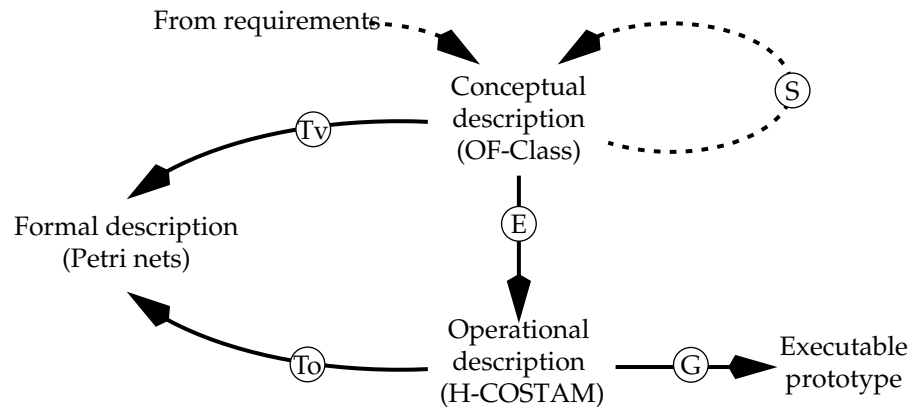 From requirements
Conceptual
description
(OF-Class)
S
Tv
Formal description
(Petri nets)
E
Operational
description
(H-COSTAM)
To
G
Executable
prototype